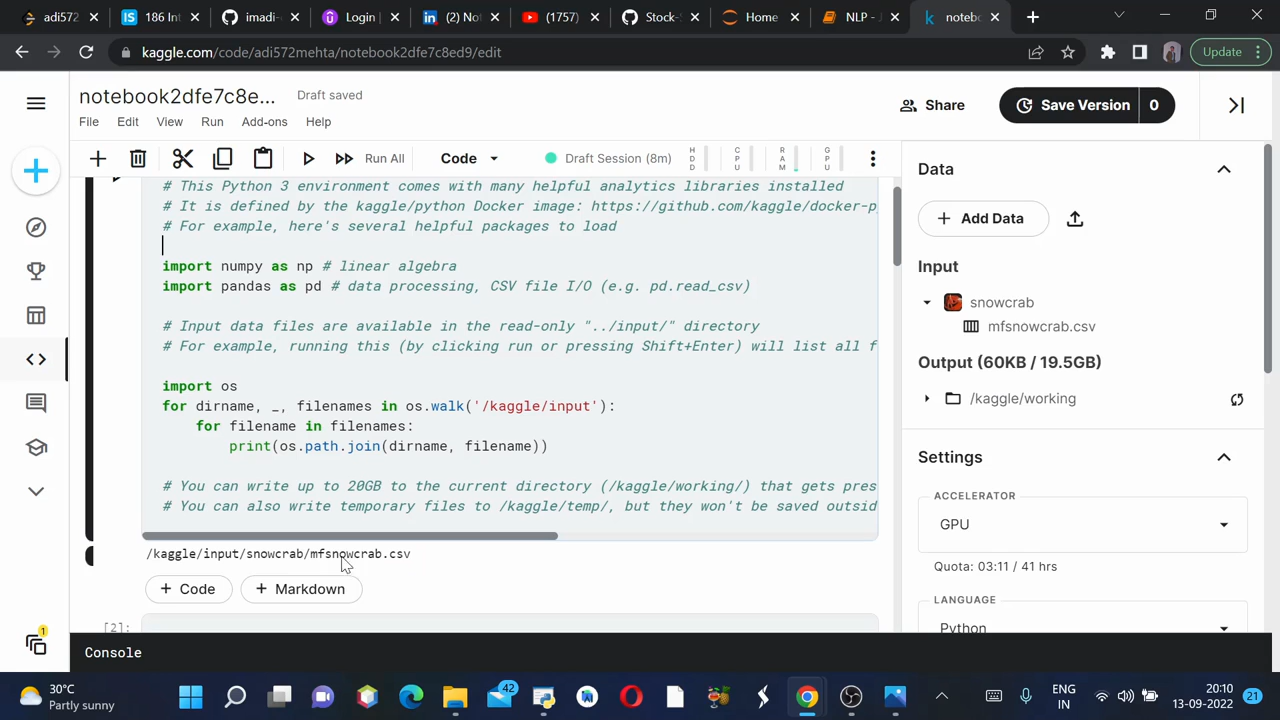 adi572
186 Int
imadi-
Login
(2) No
(1757)
Stock-S
Home
NLP - J
notebo
kaggle.com/code/adi572mehta/notebook2dfe7c8ed9/edit
Update
notebook2dfe7c8e...
Draft saved
Share
Save Version
0
File
Edit
View
Run
Add-ons
Help
Run All
Code
Draft Session (8m)
HDD
CPU
RAM
GPU
# This Python 3 environment comes with many helpful analytics libraries installed
# It is defined by the kaggle/python Docker image: https://github.com/kaggle/docker-p
# For example, here's several helpful packages to load
import numpy as np # linear algebra
import pandas as pd # data processing, CSV file I/O (e.g. pd.read_csv)
# Input data files are available in the read-only "../input/" directory
# For example, running this (by clicking run or pressing Shift+Enter) will list all f
import os
for dirname, _, filenames in os.walk('/kaggle/input'):
for filename in filenames:
print(os.path.join(dirname, filename))
# You can write up to 20GB to the current directory (/kaggle/working/) that gets pres
# You can also write temporary files to /kaggle/temp/, but they won't be saved outsid
/kaggle/input/snowcrab/mfsnowcrab.csv
+ Code
+ Markdown
[2]:
Data
+ Add Data
Input
snowcrab
mfsnowcrab.csv
Output (60KB / 19.5GB)
/kaggle/working
Settings
ACCELERATOR
GPU
Quota: 03:11 / 41 hrs
LANGUAGE
Python
1
Console
30°C
Partly sunny
42
ENG
IN
20:10
13-09-2022
21